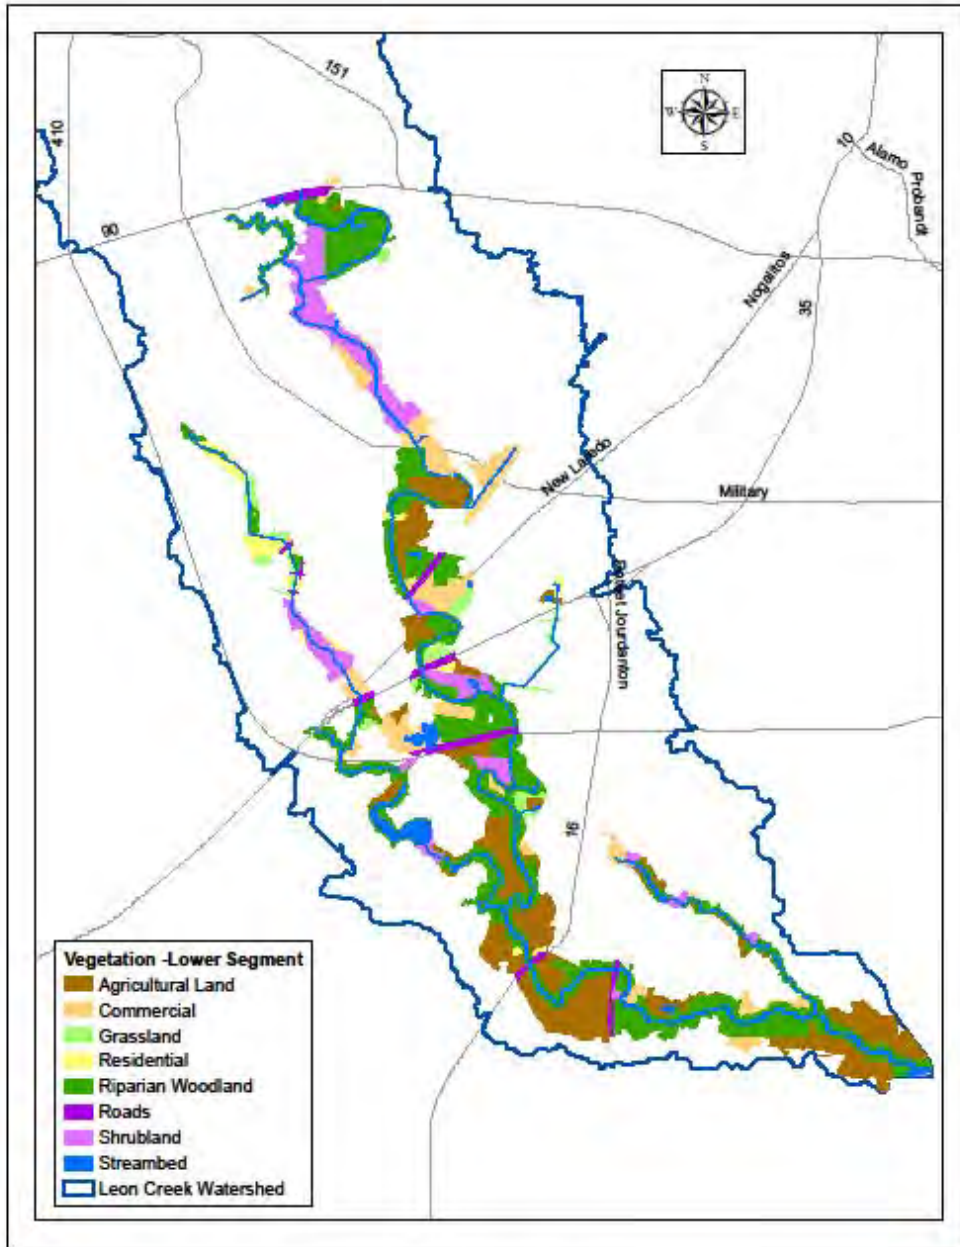 151
N
W E
S
410
10
Alamo
Probandt
90
Nogalitos
35
New Laredo
Military
Jourdanton
16
Vegetation -Lower Segment
Agricultural Land
Commercial
Grassland
Residential
Riparian Woodland
Roads
Shrubland
Streambed
Leon Creek Watershed